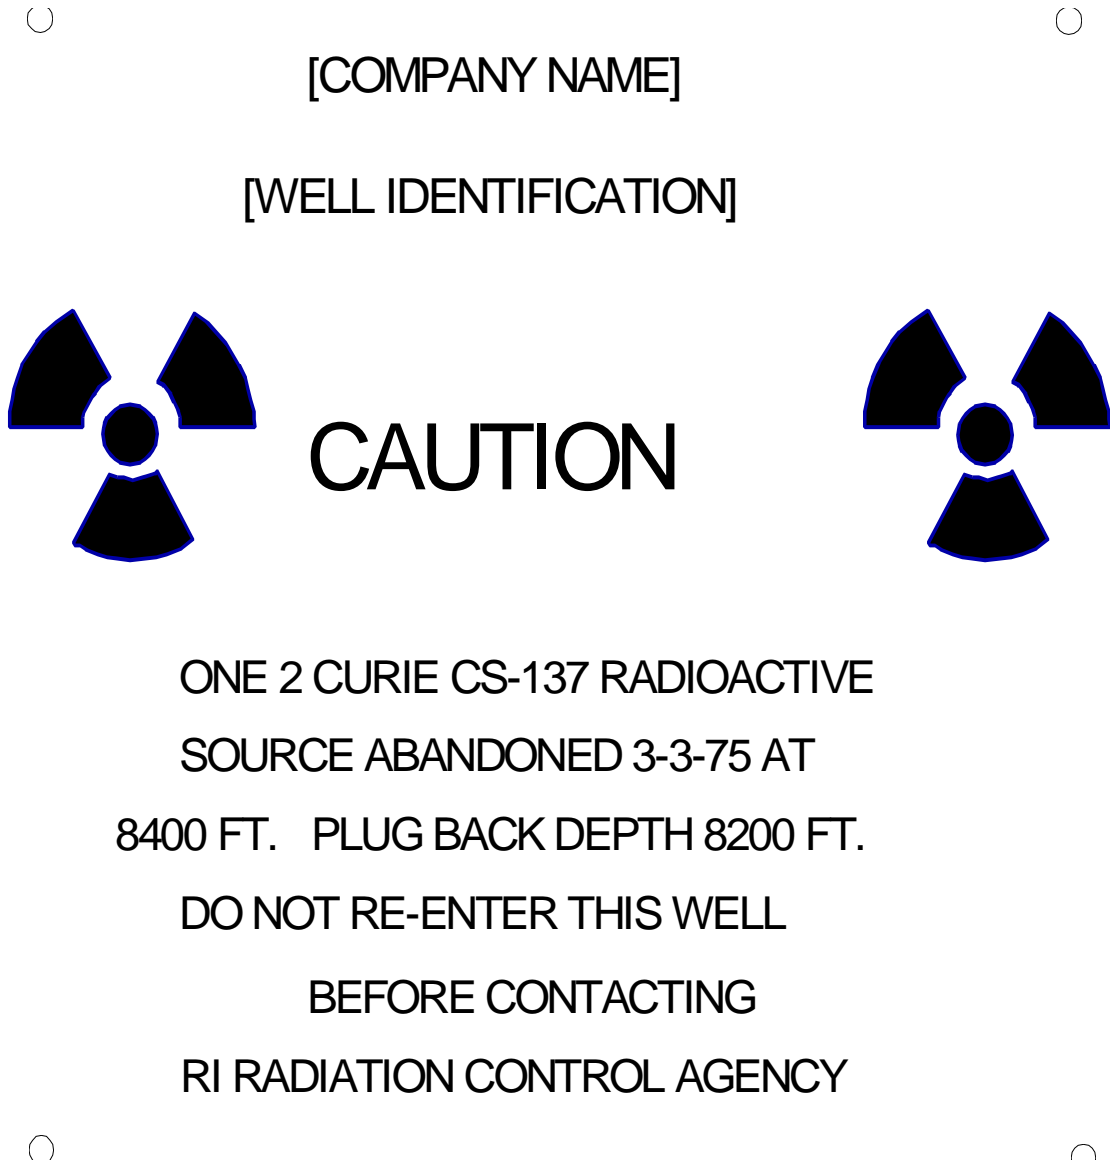 [COMPANY NAME]
[WELL IDENTIFICATION]
CAUTION
ONE 2 CURIE CS-137 RADIOACTIVE
SOURCE ABANDONED 3-3-75 AT
8400 FT.   PLUG BACK DEPTH 8200 FT.
DO NOT RE-ENTER THIS WELL
BEFORE CONTACTING
RI RADIATION CONTROL AGENCY